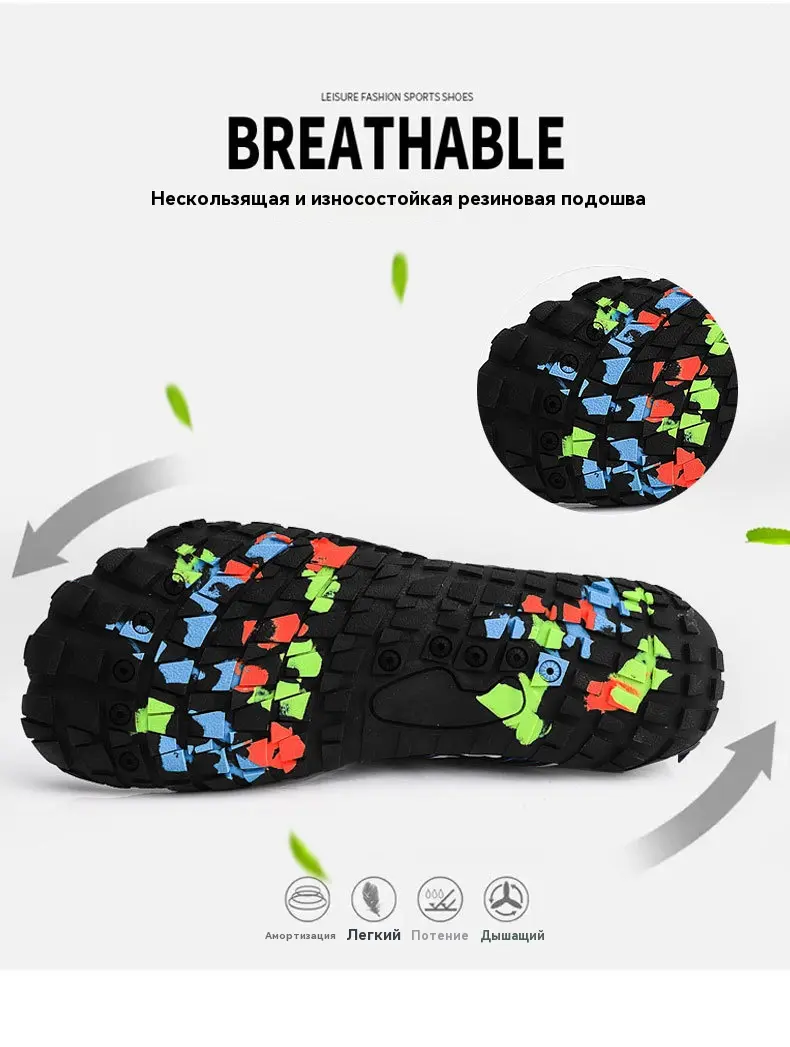 LEISURE FASHION SPORTS SHOES
BREATHABLE
Нескользящая и износостойкая резиновая подошва
Амортизация Легкий Потение Дышащий